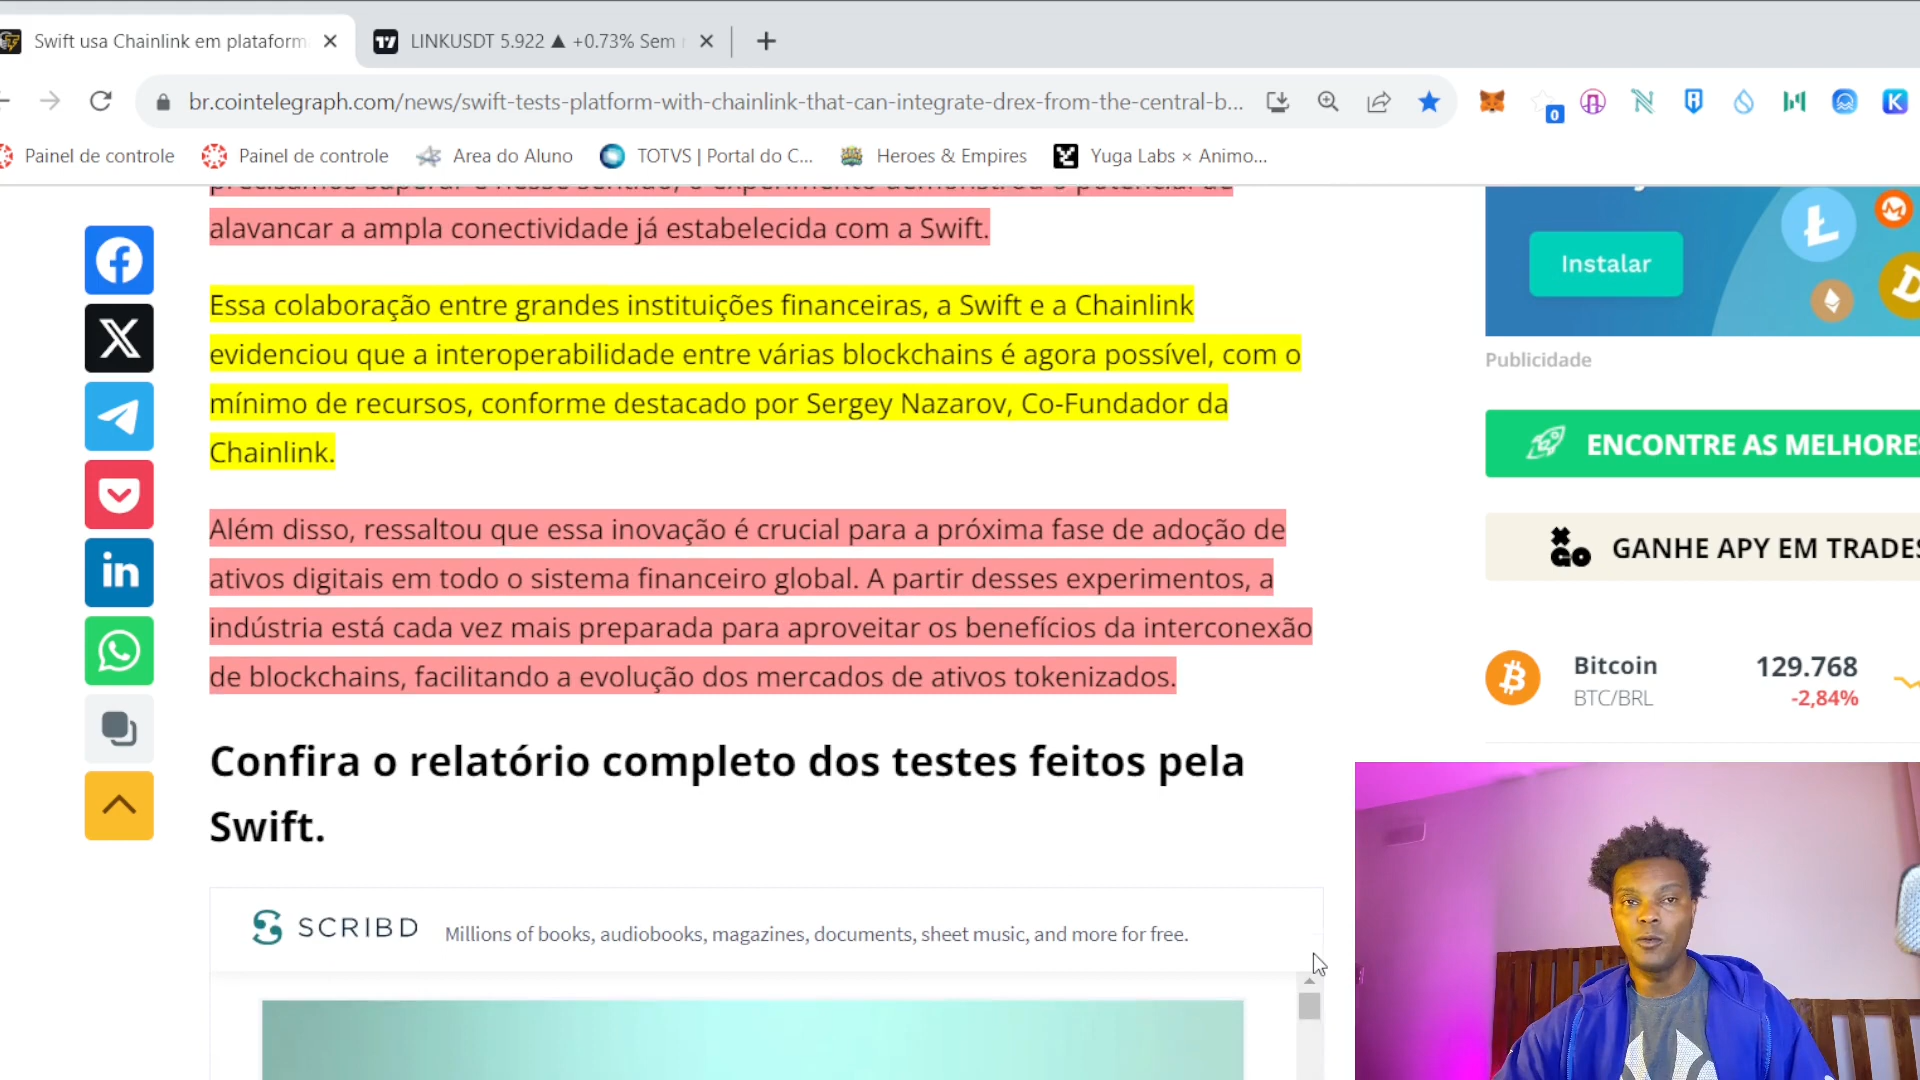 Swift usa Chainlink em plataform
LINKUSDT 5.922 ▲ +0.73% Sem
br.cointelegraph.com/news/swift-tests-platform-with-chainlink-that-can-integrate-drex-from-the-central-b...
0
K
Painel de controle
Painel de controle
Area do Aluno
TOTVS | Portal do C...
Heroes & Empires
Yuga Labs × Animo...
precisamos superar e nesse sentido, o experimento demonstrou o potencial de
alavancar a ampla conectividade já estabelecida com a Swift.
Essa colaboração entre grandes instituições financeiras, a Swift e a Chainlink
evidenciou que a interoperabilidade entre várias blockchains é agora possível, com o
mínimo de recursos, conforme destacado por Sergey Nazarov, Co-Fundador da
Chainlink.
Além disso, ressaltou que essa inovação é crucial para a próxima fase de adoção de
ativos digitais em todo o sistema financeiro global. A partir desses experimentos, a
indústria está cada vez mais preparada para aproveitar os benefícios da interconexão
de blockchains, facilitando a evolução dos mercados de ativos tokenizados.
Confira o relatório completo dos testes feitos pela
Swift.
SCRIBD
Millions of books, audiobooks, magazines, documents, sheet music, and more for free.
Instalar
Publicidade
ENCONTRE AS MELHORES
GO
GANHE APY EM TRADES
Bitcoin
129.768
BTC/BRL
-2,84%